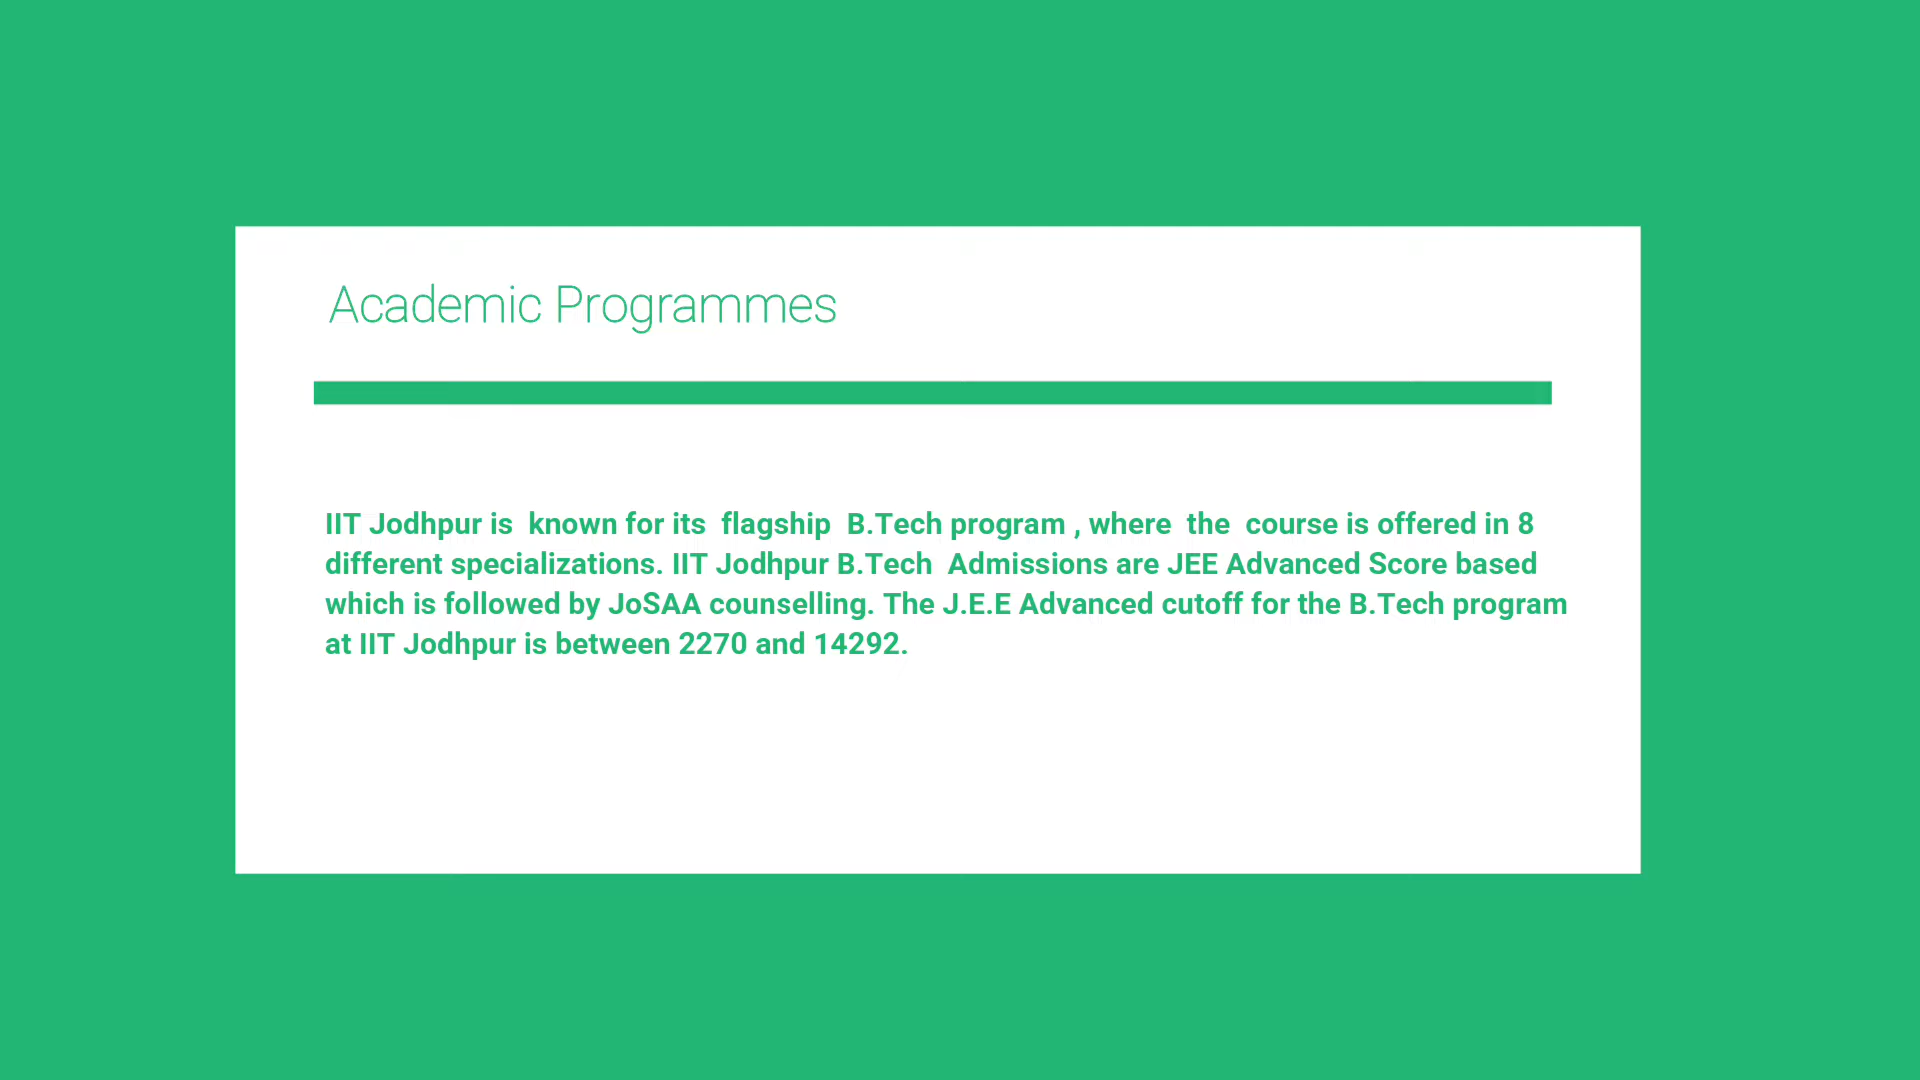 Academic Programmes
IIT Jodhpur is  known for its  flagship  B.Tech program , where  the  course is offered in 8
different specializations. IIT Jodhpur B.Tech  Admissions are JEE Advanced Score based
which is followed by JoSAA counselling. The J.E.E Advanced cutoff for the B.Tech program
at IIT Jodhpur is between 2270 and 14292.